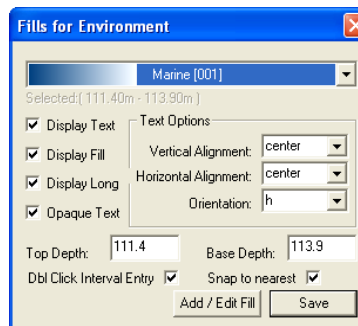 Fills for Environment
Marine [001]
Selected:( 111.40m - 113.90m )
Display Text
Text Options
Display Fill
Vertical Alignment: center
Display Long
Horizontal Alignment: center
Opaque Text
Orientation: h
Top Depth: 111.4 Base Depth: 113.9
Dbl Click Interval Entry Snap to nearest
Add / Edit Fill Save